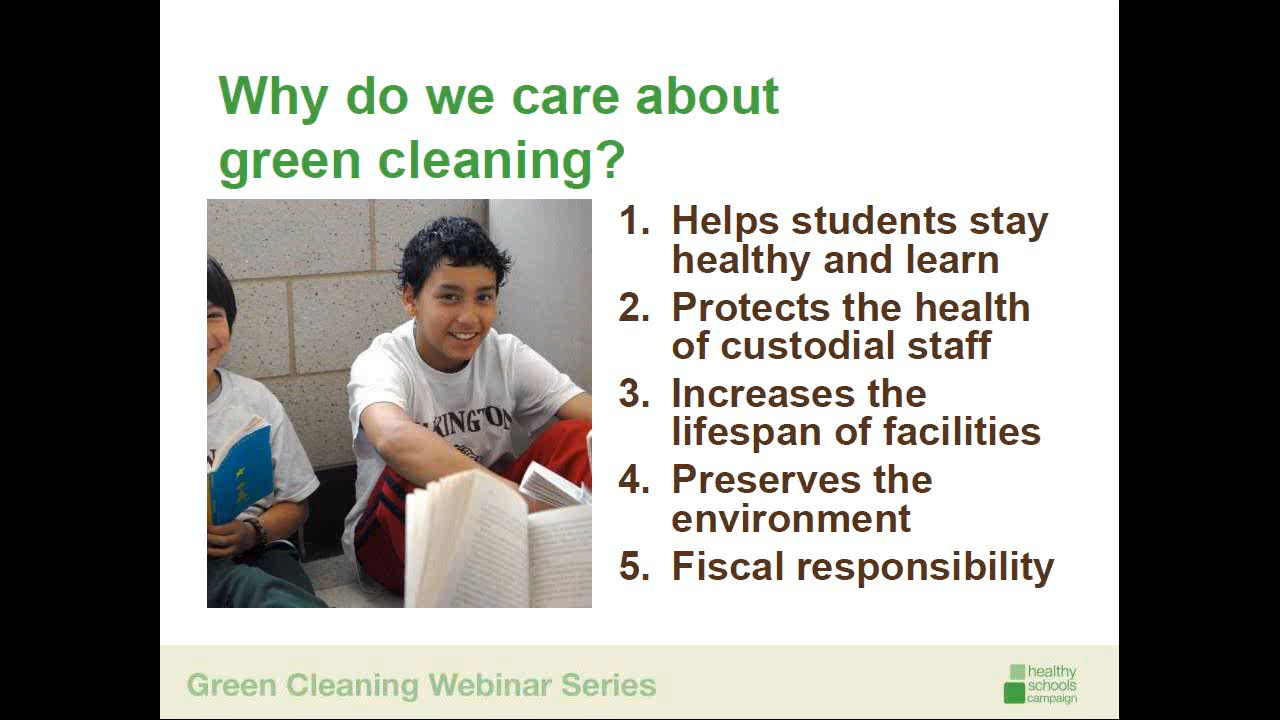 Why do we care about
green cleaning?
1. Helps students stay
healthy and learn
2. Protects the health
of custodial staff
3. Increases the
lifespan of facilities
4. Preserves the
environment
5. Fiscal responsibility
Green Cleaning Webinar Series
healthy
schools
campaign